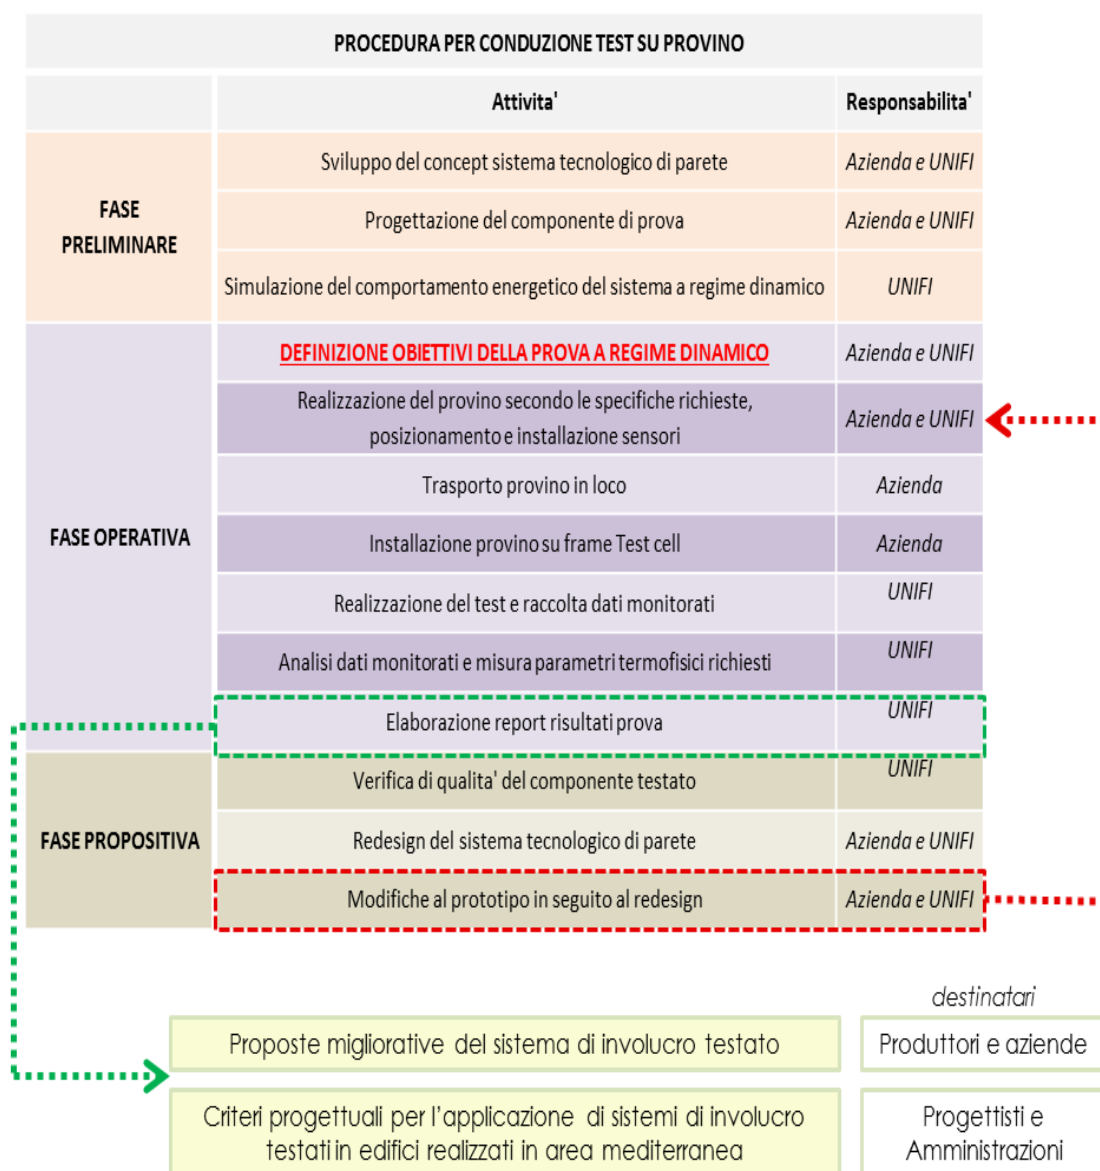 PROCEDURA PER CONDUZIONE TEST SU PROVINO
Attivita' Responsabilita'
FASE
PRELIMINARE
Sviluppo del concept sistema tecnologico di parete Azienda e UNIFI
Progettazione del componente di prova Azienda e UNIFI
Simulazione del comportamento energetico del sistema a regime dinamico UNIFI
FASE OPERATIVA
DEFINIZIONE OBIETTIVI DELLA PROVA A REGIME DINAMICO Azienda e UNIFI
Realizzazione del provino secondo le specifiche richieste,
posizionamento e installazione sensori Azienda e UNIFI
Trasporto provino in loco Azienda
Installazione provino su frame Test cell Azienda
Realizzazione del test e raccolta dati monitorati UNIFI
Analisi dati monitorati e misura parametri termofisici richiesti UNIFI
Elaborazione report risultati prova UNIFI
FASE PROPOSITIVA
Verifica di qualita' del componente testato UNIFI
Redesign del sistema tecnologico di parete Azienda e UNIFI
Modifiche al prototipo in seguito al redesign Azienda e UNIFI
destinatari
Proposte migliorative del sistema di involucro testato Produttori e aziende
Criteri progettuali per l'applicazione di sistemi di involucro
testati in edifici realizzati in area mediterranea
Progettisti e
Amministrazioni